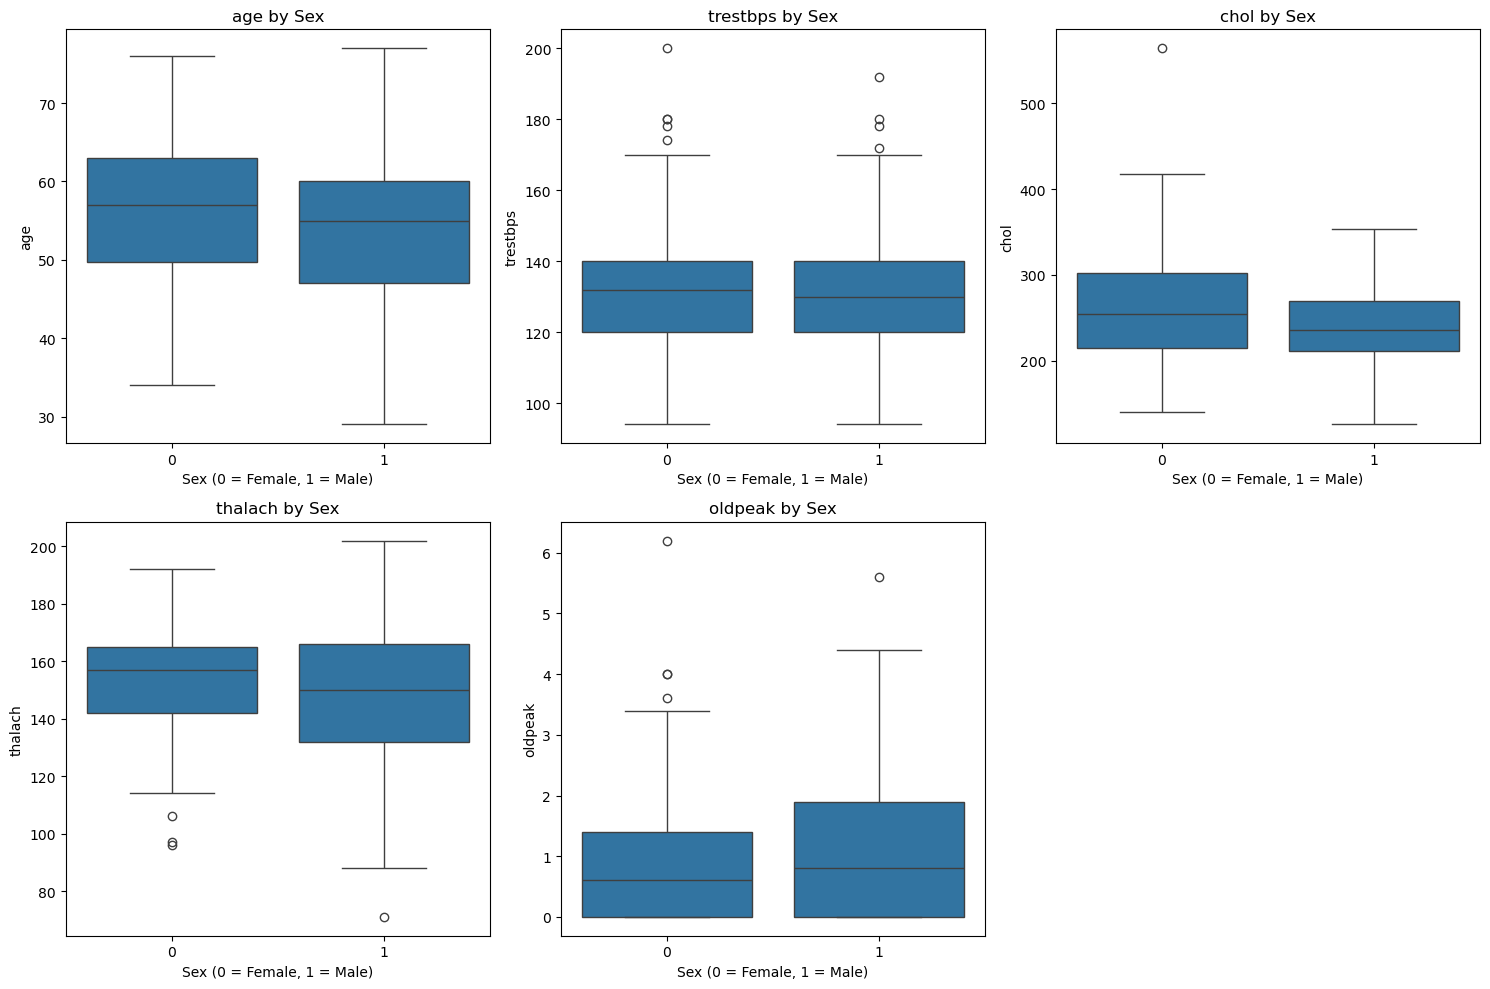 age by Sex
age
70
60
50
40
30
0
1
Sex (0 = Female, 1 = Male)
trestbps by Sex
trestbps
200
180
160
140
120
100
0
1
Sex (0 = Female, 1 = Male)
chol by Sex
chol
500
400
300
200
0
1
Sex (0 = Female, 1 = Male)
thalach by Sex
thalach
200
180
160
140
120
100
80
0
1
Sex (0 = Female, 1 = Male)
oldpeak by Sex
oldpeak
6
5
4
3
2
1
0
0
1
Sex (0 = Female, 1 = Male)